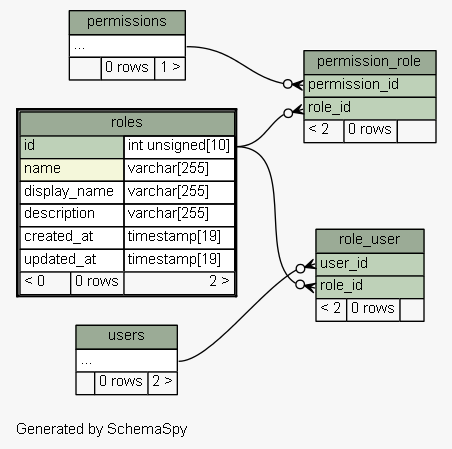 permissions
...
0 rows 1 >
permission_role
permission_id
role_id
< 2 0 rows
roles
id int unsigned[10]
name varchar[255]
display_name varchar[255]
description varchar[255]
created_at timestamp[19]
updated_at timestamp[19]
< 0 0 rows 2 >
role_user
user_id
role_id
< 2 0 rows
users
...
0 rows 2 >
Generated by SchemaSpy